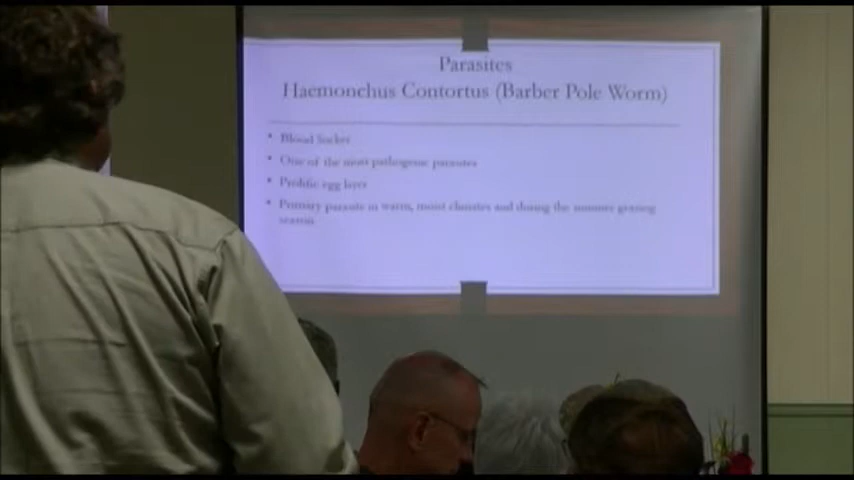 Parasites
Haemonchus Contortus (Barber Pole Worm)
• Blood Sucker
• One of the most pathogenic parasites
• Prolific egg layer
• Primary parasite in warm, moist climates and during the summer grazing
season